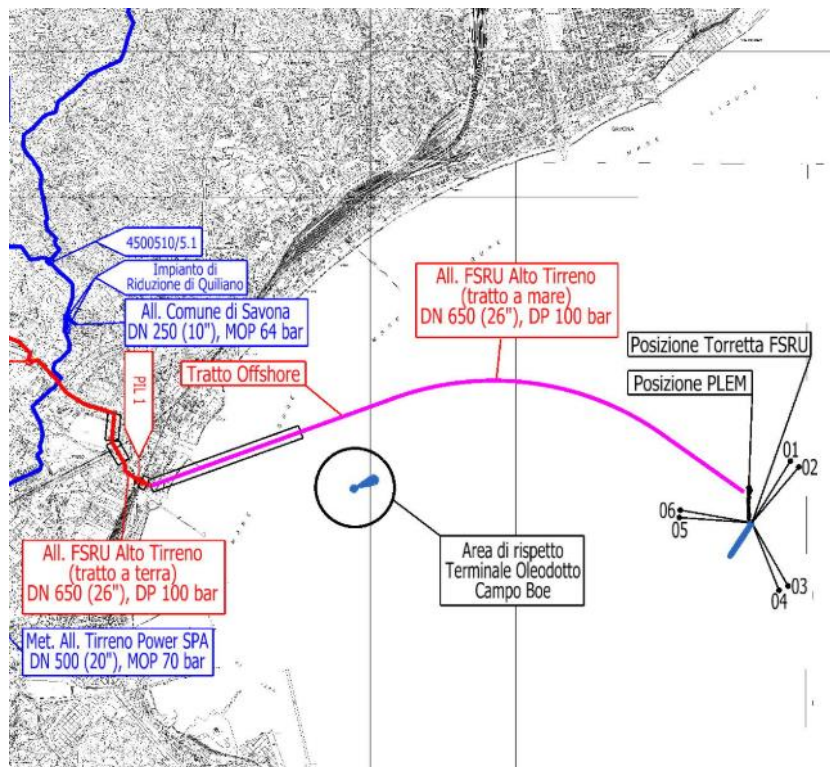 SAVONA
MARE LIGURE
4500510/5.1
Impianto di
Riduzione di Quiliano
All. Comune di Savona
DN 250 (10"), MOP 64 bar
All. FSRU Alto Tirreno
(tratto a mare)
DN 650 (26"), DP 100 bar
Posizione Torretta FSRU
Posizione PLEM
PIL 1
Tratto Offshore
01
02
06
05
03
04
Area di rispetto
Terminale Oleodotto
Campo Boe
All. FSRU Alto Tirreno
(tratto a terra)
DN 650 (26"), DP 100 bar
Met. All. Tirreno Power SPA
DN 500 (20"), MOP 70 bar
MARE